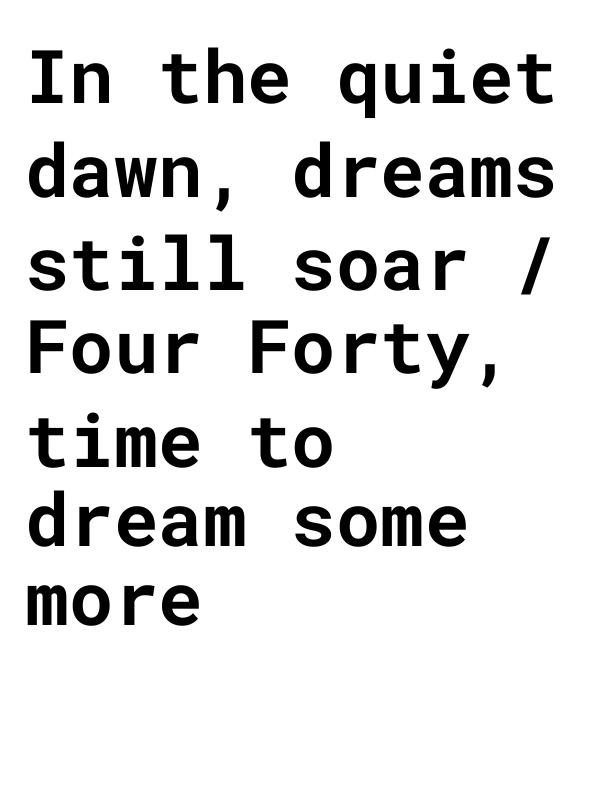 In the quiet
dawn, dreams
still soar /
Four Forty,
time to
dream some
more